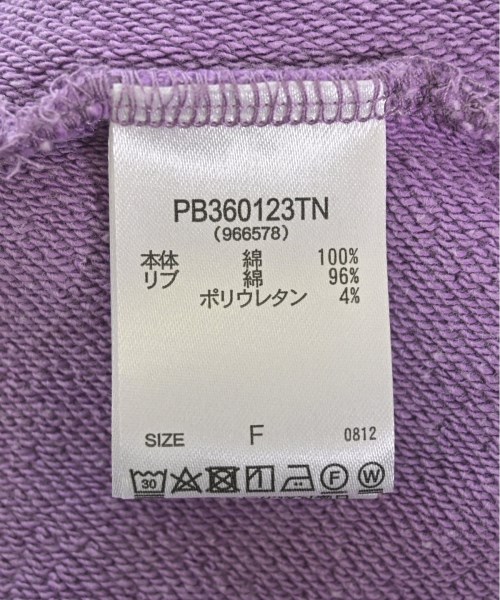 PB360123TN
(966578)
本体 綿 100%
リブ 綿 96%
ポリウレタン 4%
SIZE F 0812
30 F W